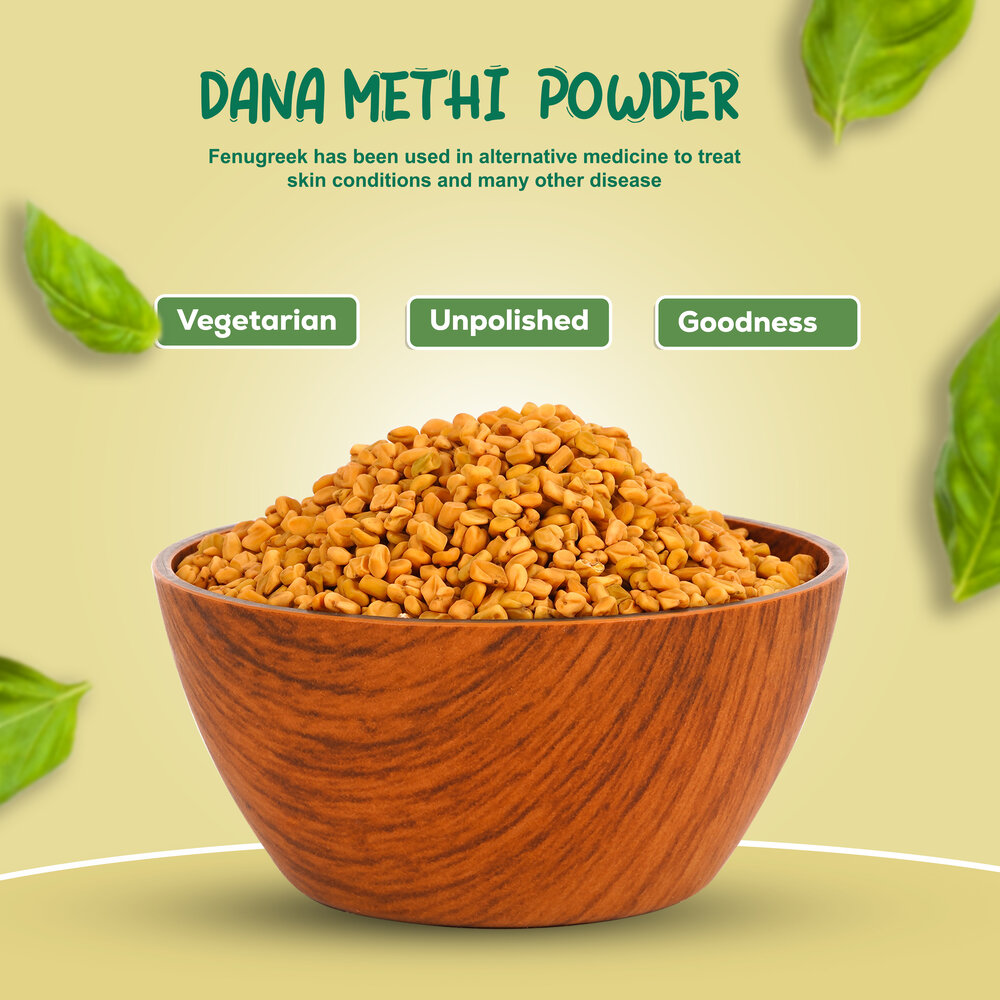 DANA METHI POWDER
Fenugreek has been used in alternative medicine to treat
skin conditions and many other disease
Vegetarian
Unpolished
Goodness